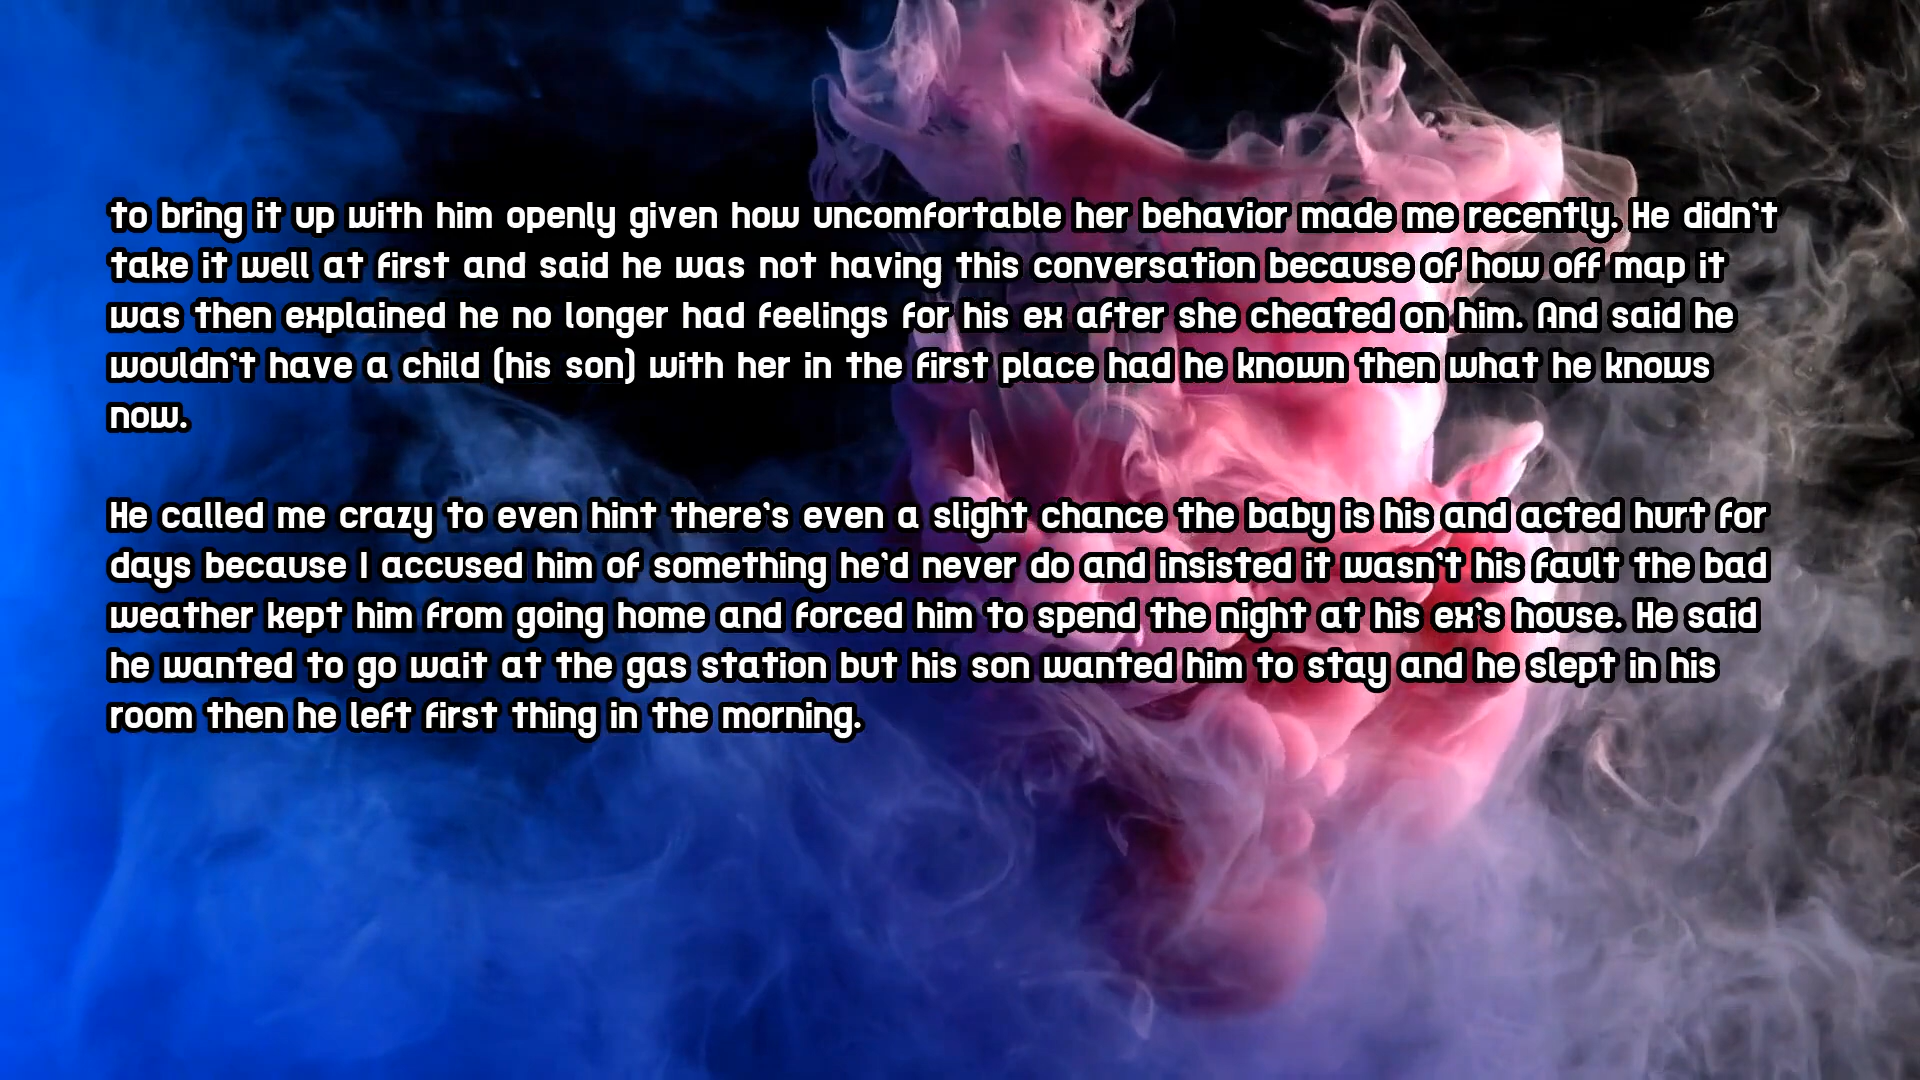 to bring it up with him openly given how uncomfortable her behavior made me recently. He didn't
take it well at first and said he was not having this conversation because of how off map it
was then explained he no longer had feelings for his ex after she cheated on him. And said he
wouldn't have a child (his son) with her in the first place had he known then what he knows
now.
He called me crazy to even hint there's even a slight chance the baby is his and acted hurt for
days because I accused him of something he'd never do and insisted it wasn't his fault the bad
weather kept him from going home and forced him to spend the night at his ex's house. He said
he wanted to go wait at the gas station but his son wanted him to stay and he slept in his
room then he left first thing in the morning.